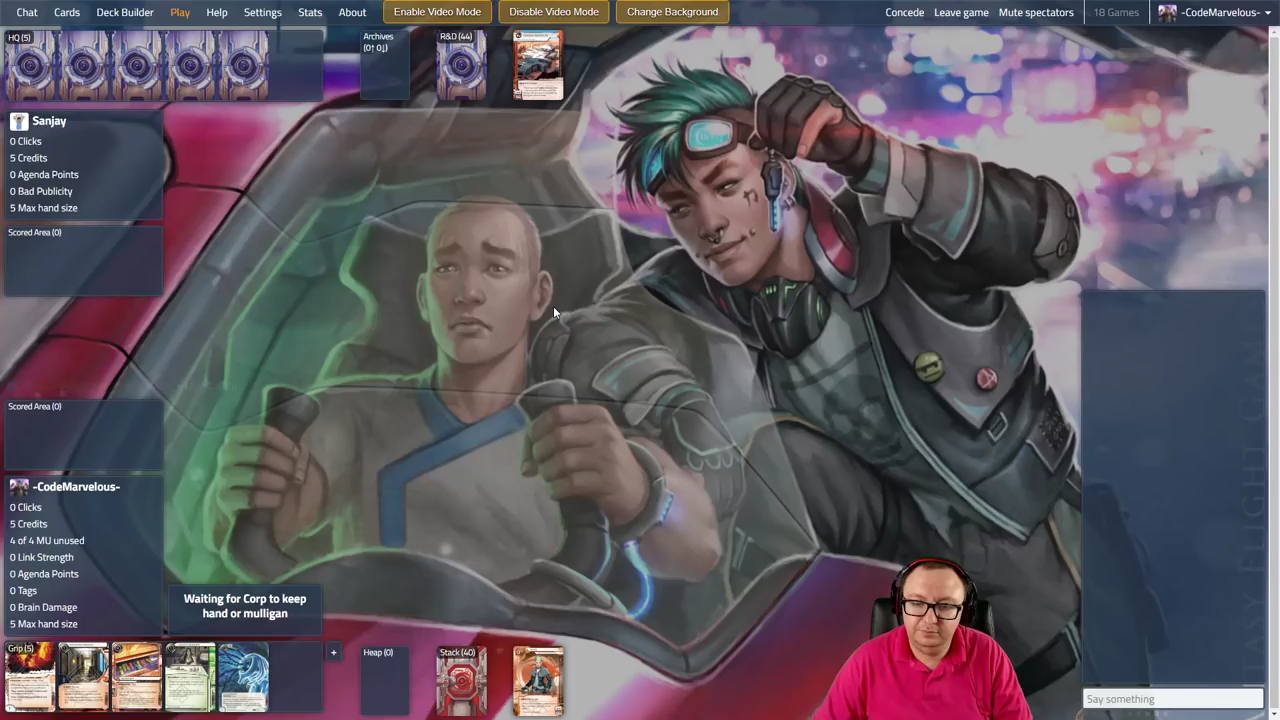 Chat Cards Deck Builder Play Help Settings Stats About Enable Video Mode Disable Video Mode Change Background Concede Leave game Mute spectators 18 Games -CodeMarvelous-
HQ (5)
Archives
(0↑ 0↓)
R&D (44)
Sanjay
0 Clicks
5 Credits
0 Agenda Points
0 Bad Publicity
5 Max hand size
Scored Area (0)
Scored Area (0)
-CodeMarvelous-
0 Clicks
5 Credits
4 of 4 MU unused
0 Link Strength
0 Agenda Points
0 Tags
0 Brain Damage
5 Max hand size
Waiting for Corp to keep
hand or mulligan
Grip (5)
+
Heap (0)
Stack (40)
Say something